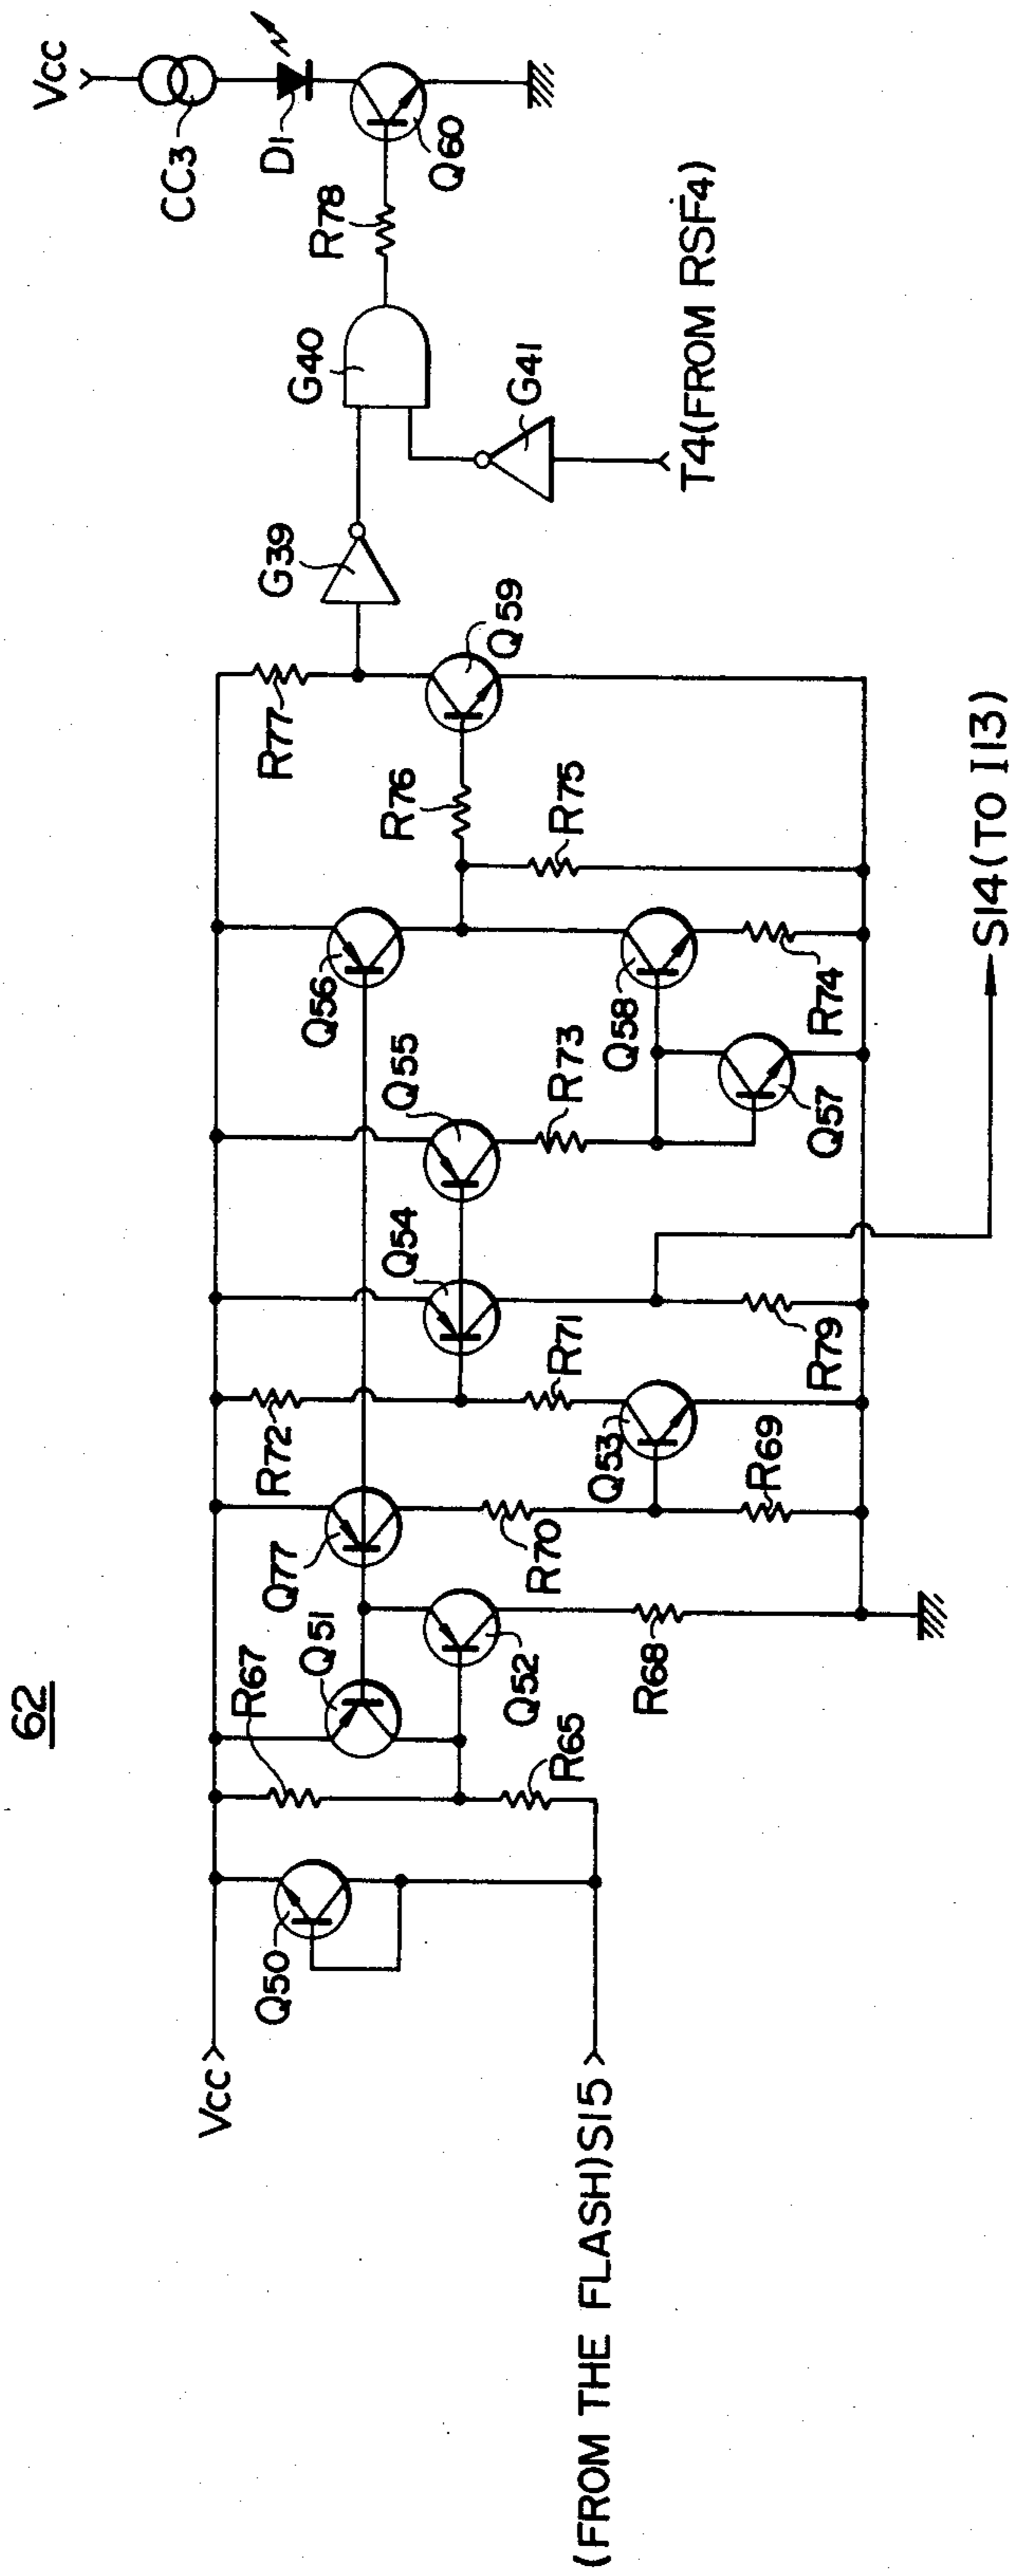 62
Vcc
Q50
R67
Q51
Q77
R72
Q54
Q55
Q56
R77
G39
G40
R78
Vcc
CC3
D1
Q60
R65
Q52
R68
R70
Q53
R69
R71
R79
R73
Q58
Q57
R74
R76
R75
Q59
G41
T4(FROM RSF4)
(FROM THE FLASH)S15
S14(TO 113)